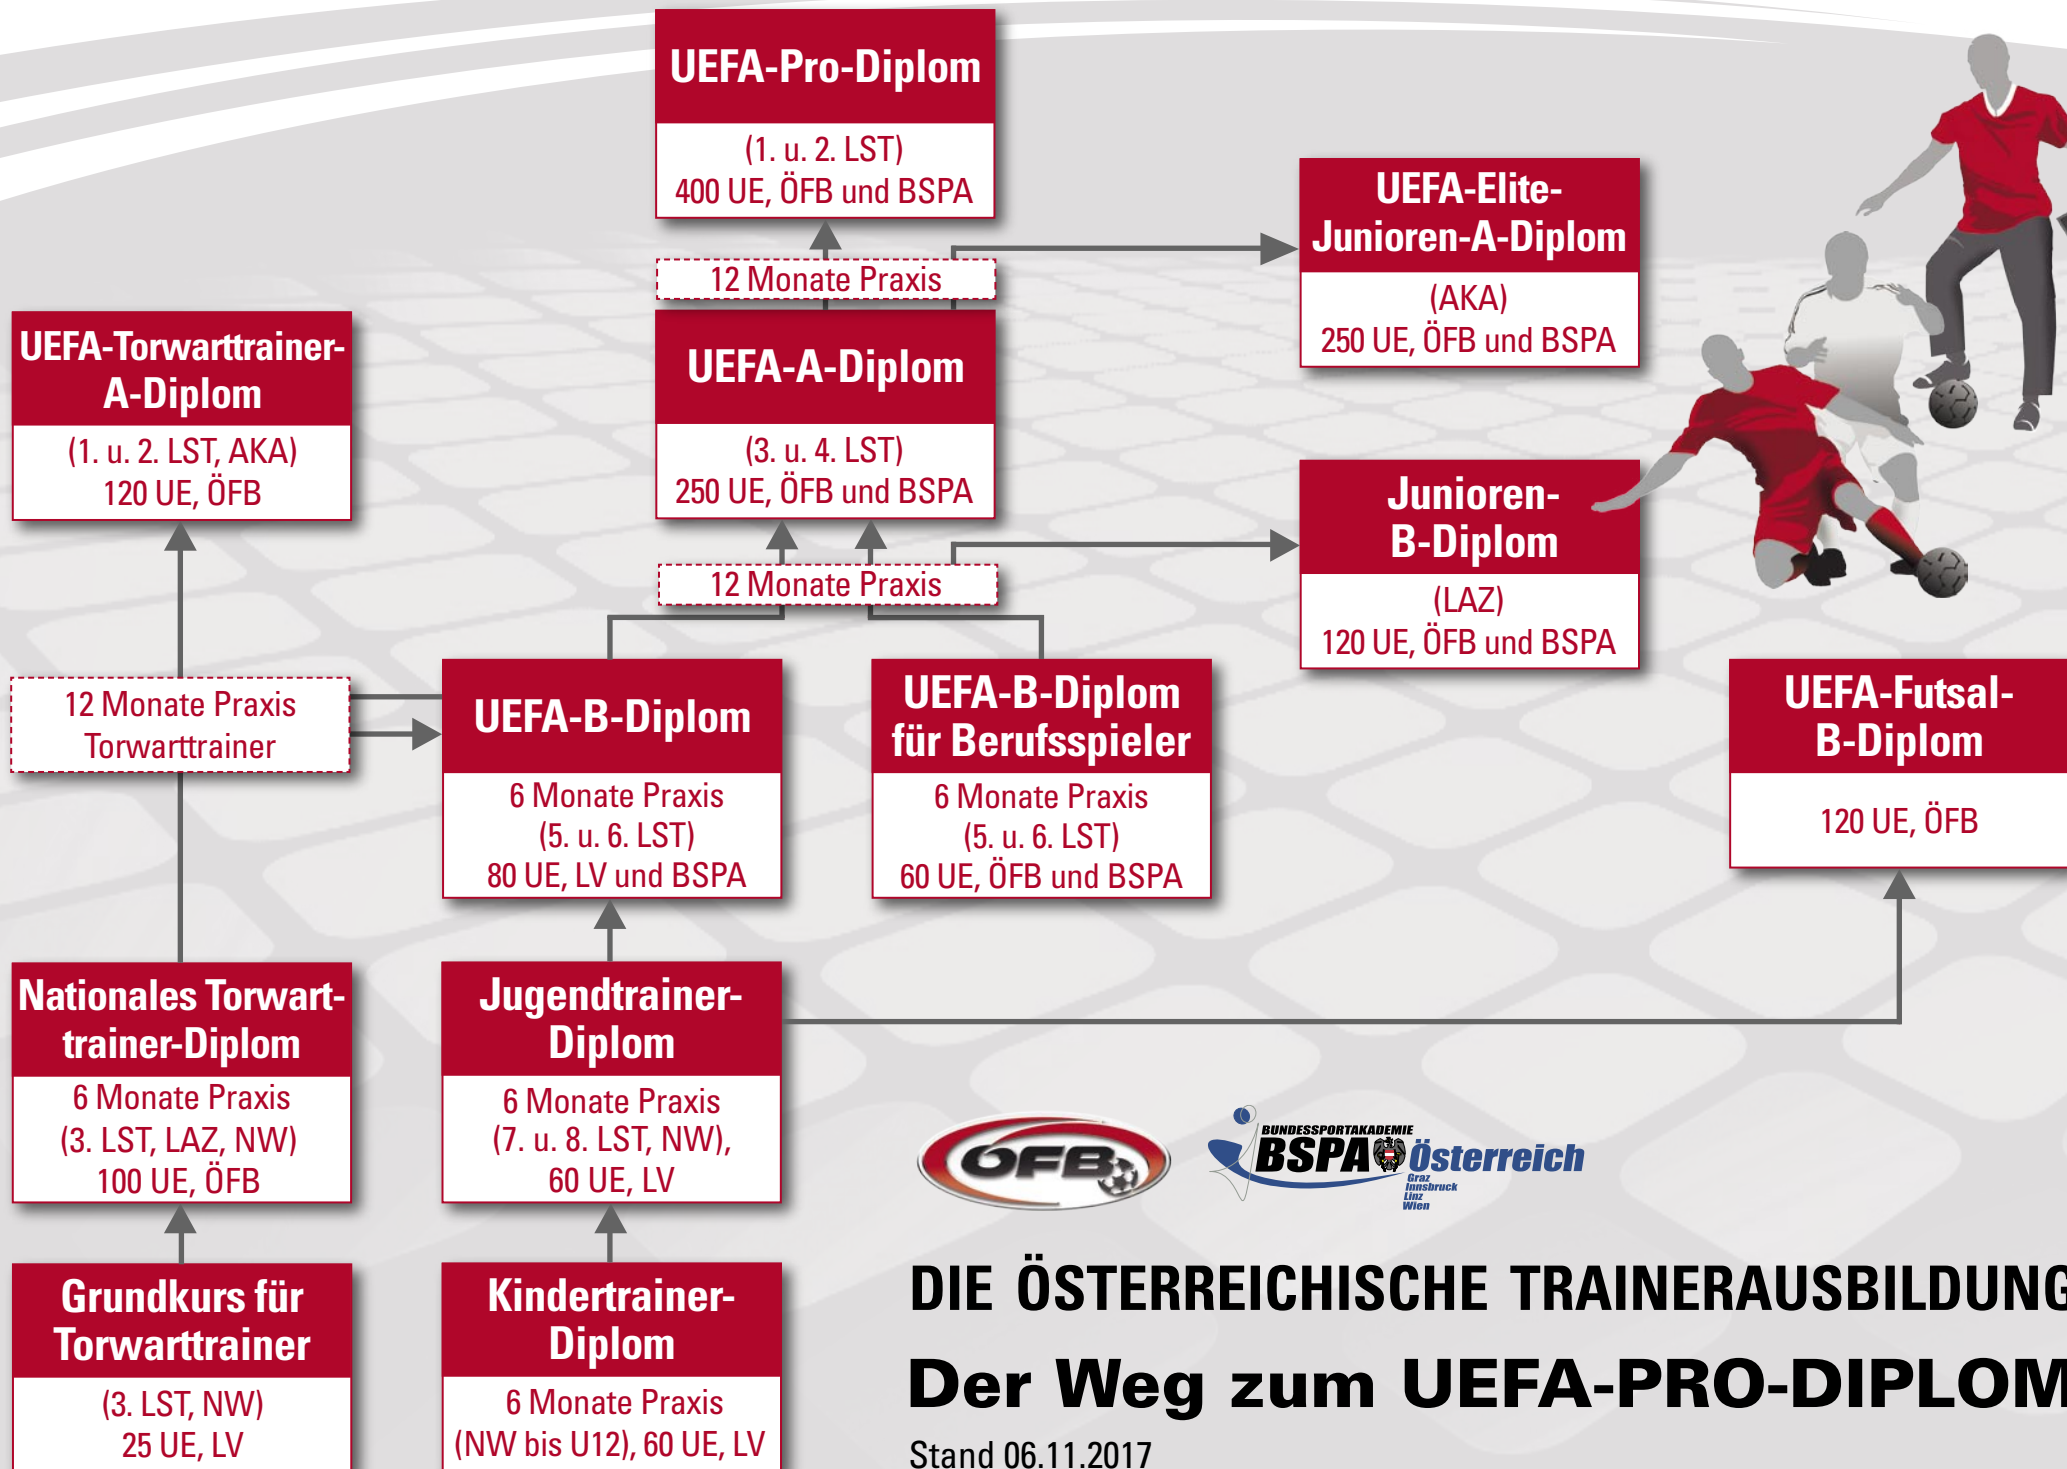 UEFA-Pro-Diplom
(1. u. 2. LST)
400 UE, ÖFB und BSPA
12 Monate Praxis
UEFA-Elite-
Junioren-A-Diplom
(AKA)
250 UE, ÖFB und BSPA
UEFA-Torwarttrainer-
A-Diplom
(1. u. 2. LST, AKA)
120 UE, ÖFB
UEFA-A-Diplom
(3. u. 4. LST)
250 UE, ÖFB und BSPA
12 Monate Praxis
Junioren-
B-Diplom
(LAZ)
120 UE, ÖFB und BSPA
12 Monate Praxis
Torwarttrainer
UEFA-B-Diplom
6 Monate Praxis
(5. u. 6. LST)
80 UE, LV und BSPA
UEFA-B-Diplom
für Berufsspieler
6 Monate Praxis
(5. u. 6. LST)
60 UE, ÖFB und BSPA
UEFA-Futsal-
B-Diplom
120 UE, ÖFB
Nationales Torwart-
trainer-Diplom
6 Monate Praxis
(3. LST, LAZ, NW)
100 UE, ÖFB
Jugendtrainer-
Diplom
6 Monate Praxis
(7. u. 8. LST, NW),
60 UE, LV
ÖFB
BUNDESSPORTAKADEMIE
BSPA Österreich
Graz
Innsbruck
Linz
Wien
Grundkurs für
Torwarttrainer
(3. LST, NW)
25 UE, LV
Kindertrainer-
Diplom
6 Monate Praxis
(NW bis U12), 60 UE, LV
DIE ÖSTERREICHISCHE TRAINERAUSBILDUNG
Der Weg zum UEFA-PRO-DIPLOM
Stand 06.11.2017